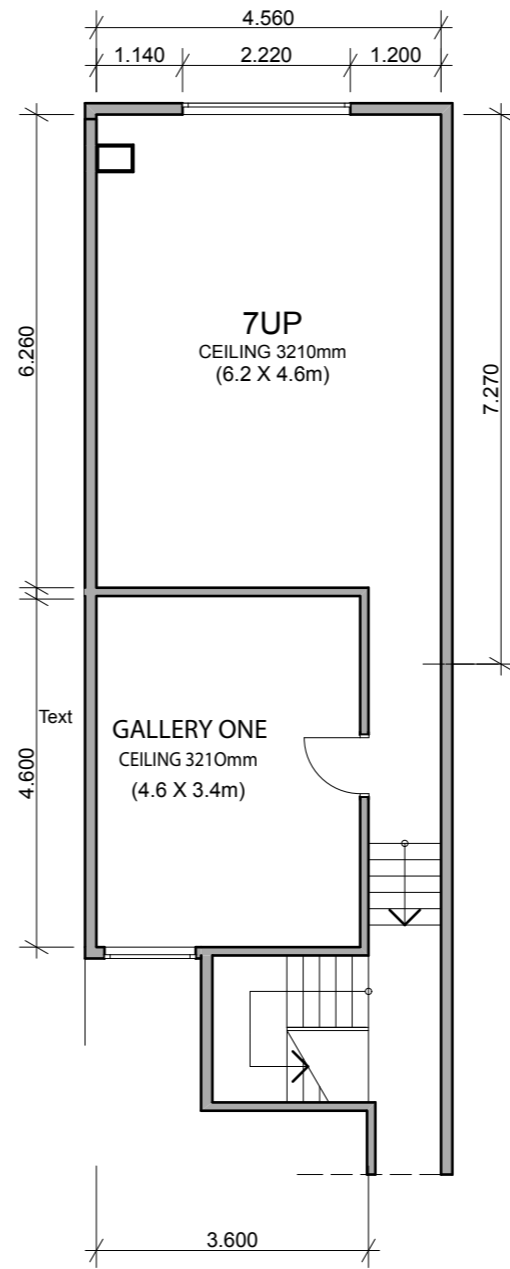 4.560
1.140
2.220
1.200
6.260
7.270
7UP
CEILING 3210mm
(6.2 X 4.6m)
Text
4.600
GALLERY ONE
CEILING 321Omm
(4.6 X 3.4m)
3.600